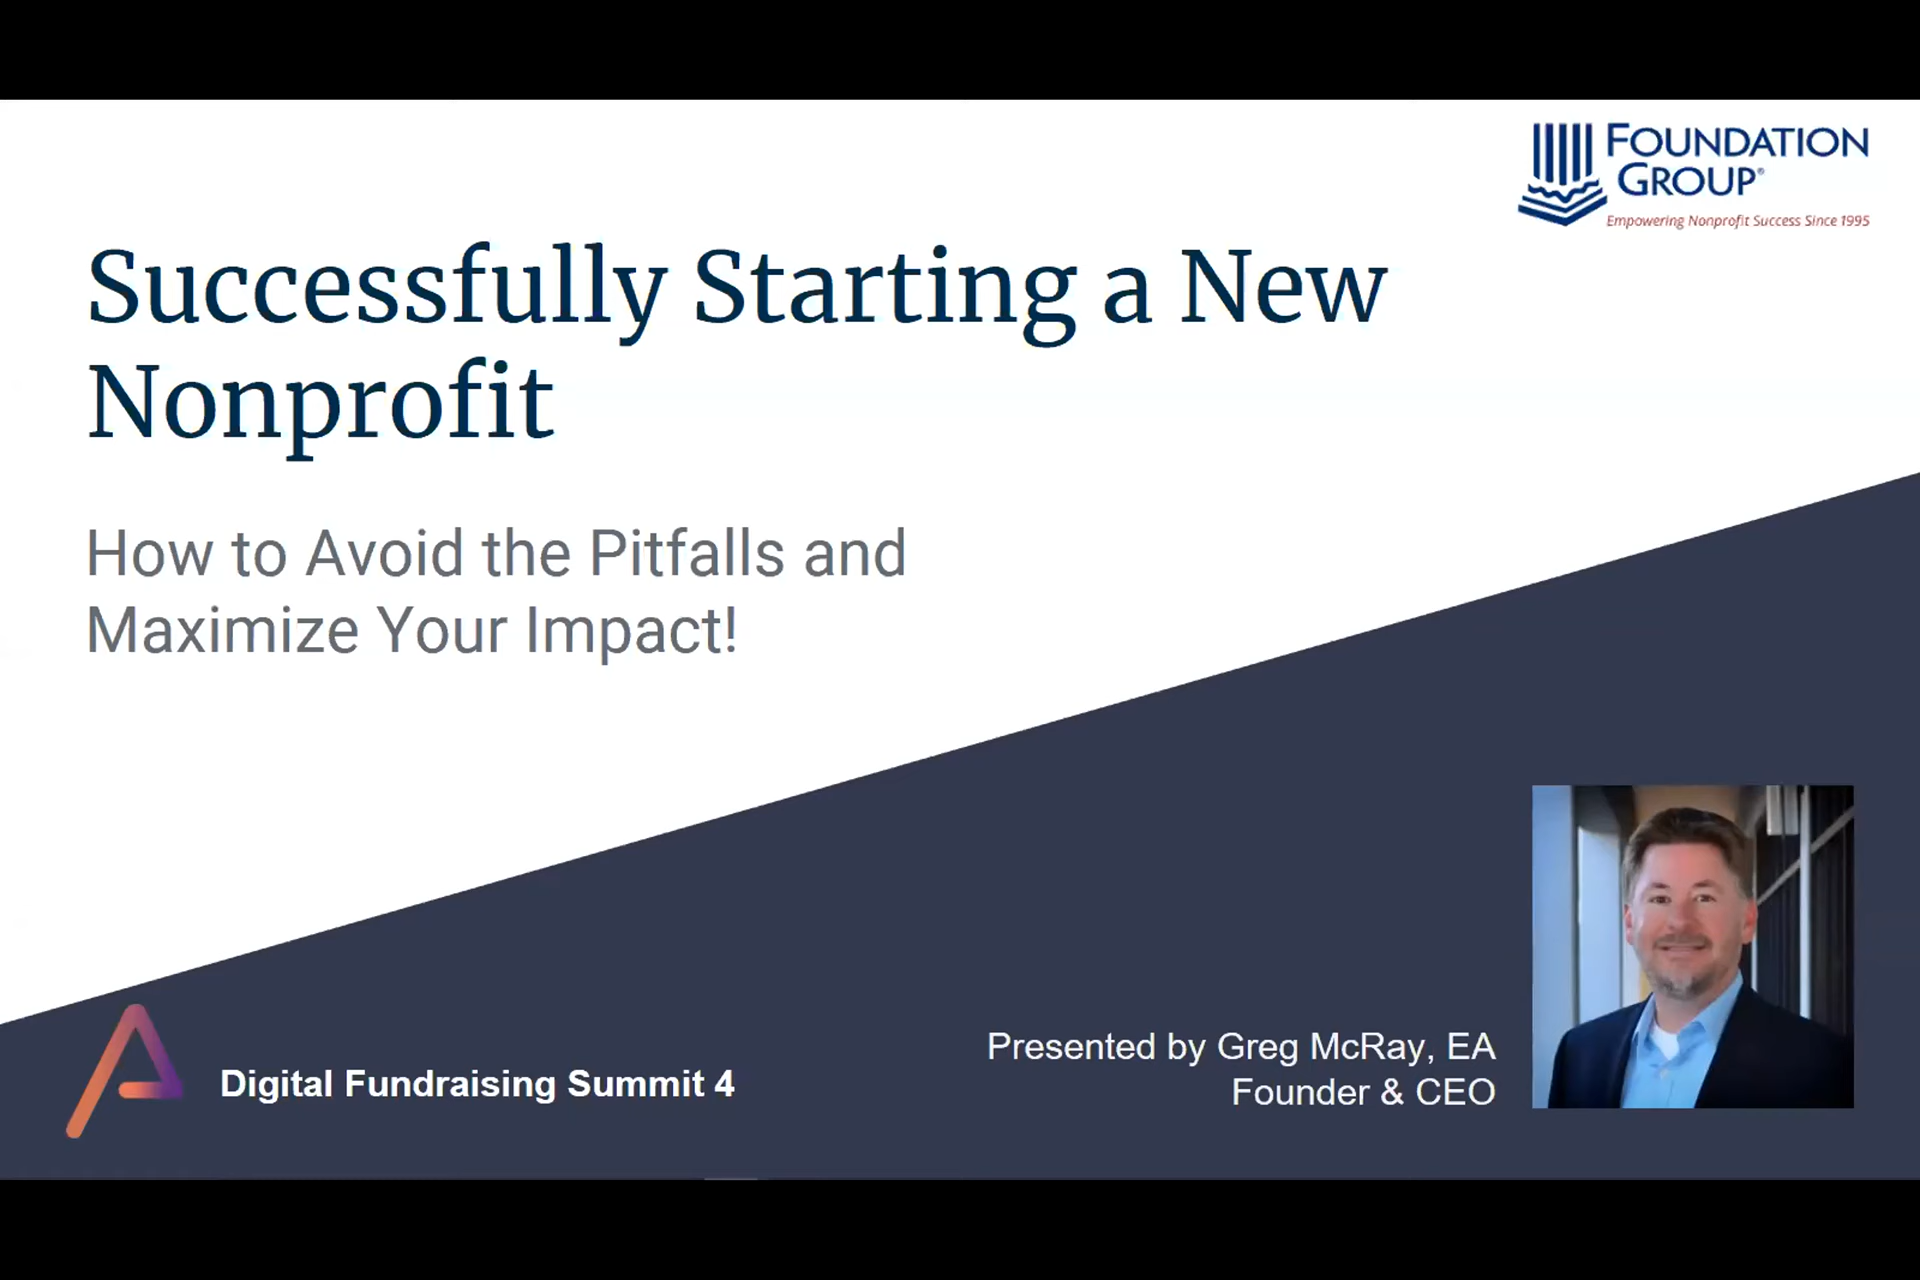 FOUNDATION
GROUP®
Empowering Nonprofit Success Since 1995
Successfully Starting a New
Nonprofit
How to Avoid the Pitfalls and
Maximize Your Impact!
Digital Fundraising Summit 4
Presented by Greg McRay, EA
Founder & CEO